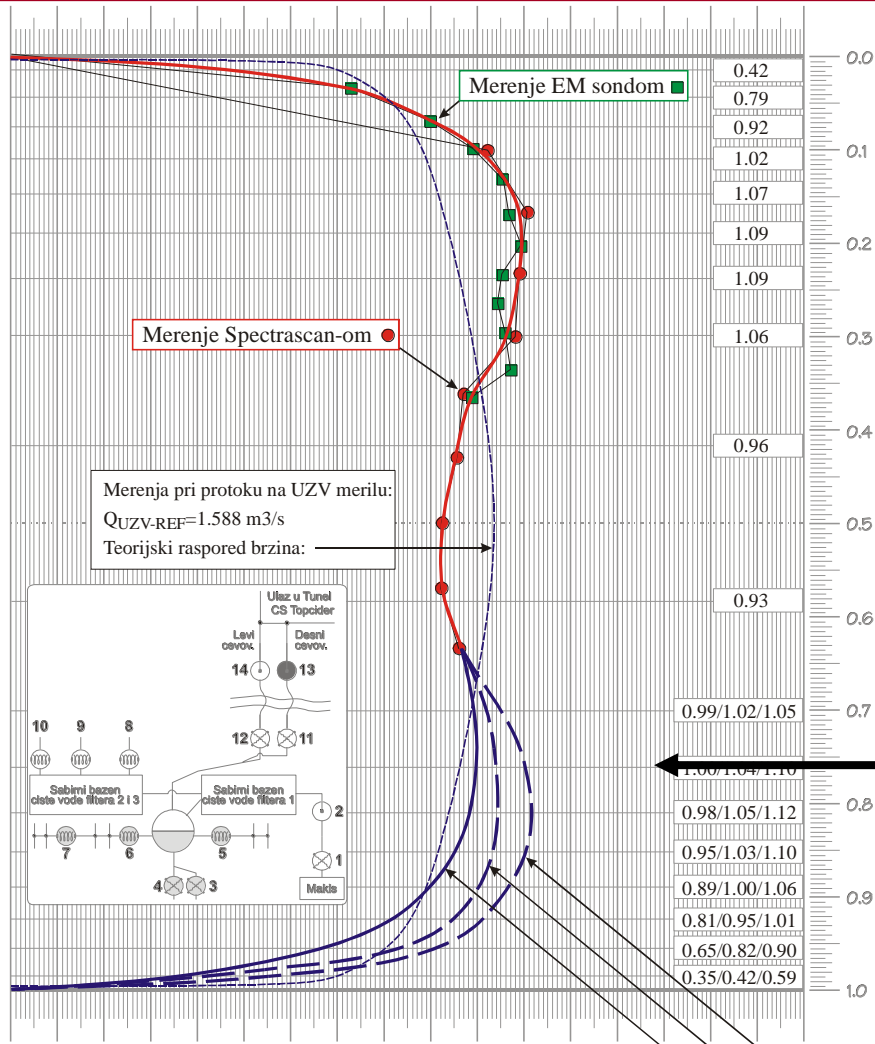 0.0
0.42
Merenje EM sondom
0.79
0.92
0.1
1.02
1.07
0.2
1.09
1.09
Merenje Spectrascan-om
1.06
0.3
0.4
0.96
Merenja pri protoku na UZV merilu:
QUZV-REF=1.588 m3/s
Teorijski raspored brzina:
0.5
0.93
0.6
Ulaz u Tunel
CS Topcider
Levi
cevov.
Desni
cevov.
14
13
12
11
10
9
8
Sabirni bazen
ciste vode filtera 2 i 3
Sabirni bazen
ciste vode filtera 1
2
7
6
5
1
4
3
Makis
0.99/1.02/1.05
0.7
1.00/1.04/1.10
0.98/1.05/1.12
0.8
0.95/1.03/1.10
0.89/1.00/1.06
0.9
0.81/0.95/1.01
0.65/0.82/0.90
0.35/0.42/0.59
1.0